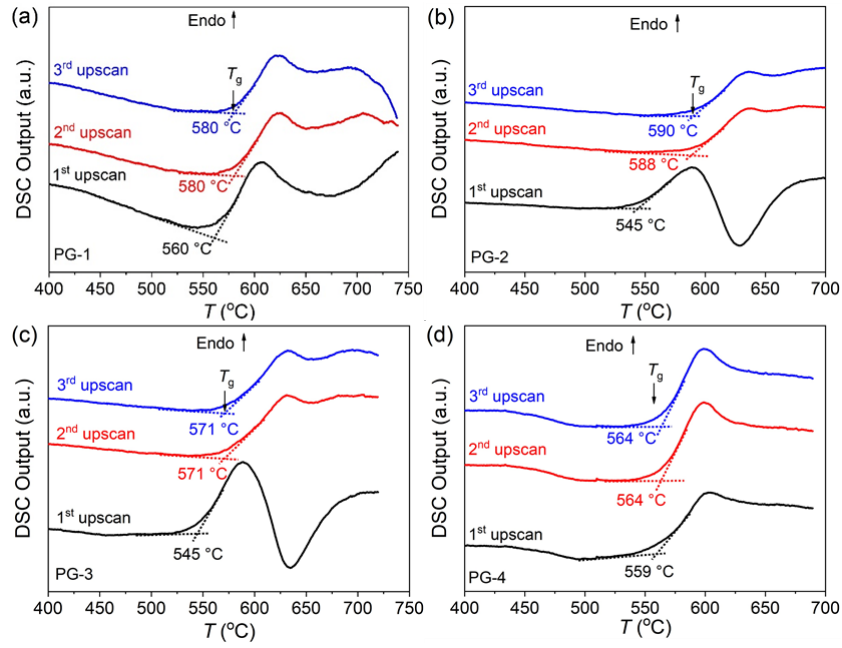 (a)
Endo ↑
3rd upscan
Tg
580 °C
2nd upscan
580 °C
1st upscan
560 °C
PG-1
DSC Output (a.u.)
400 450 500 550 600 650 700 750
T (°C)
(b)
Endo ↑
3rd upscan
Tg
590 °C
2nd upscan
588 °C
1st upscan
545 °C
PG-2
DSC Output (a.u.)
400 450 500 550 600 650 700
T (°C)
(c)
Endo ↑
3rd upscan
Tg
571 °C
2nd upscan
571 °C
1st upscan
545 °C
PG-3
DSC Output (a.u.)
400 450 500 550 600 650 700 750
T (°C)
(d)
Endo ↑
3rd upscan
Tg
564 °C
2nd upscan
564 °C
1st upscan
559 °C
PG-4
DSC Output (a.u.)
400 450 500 550 600 650 700
T (°C)